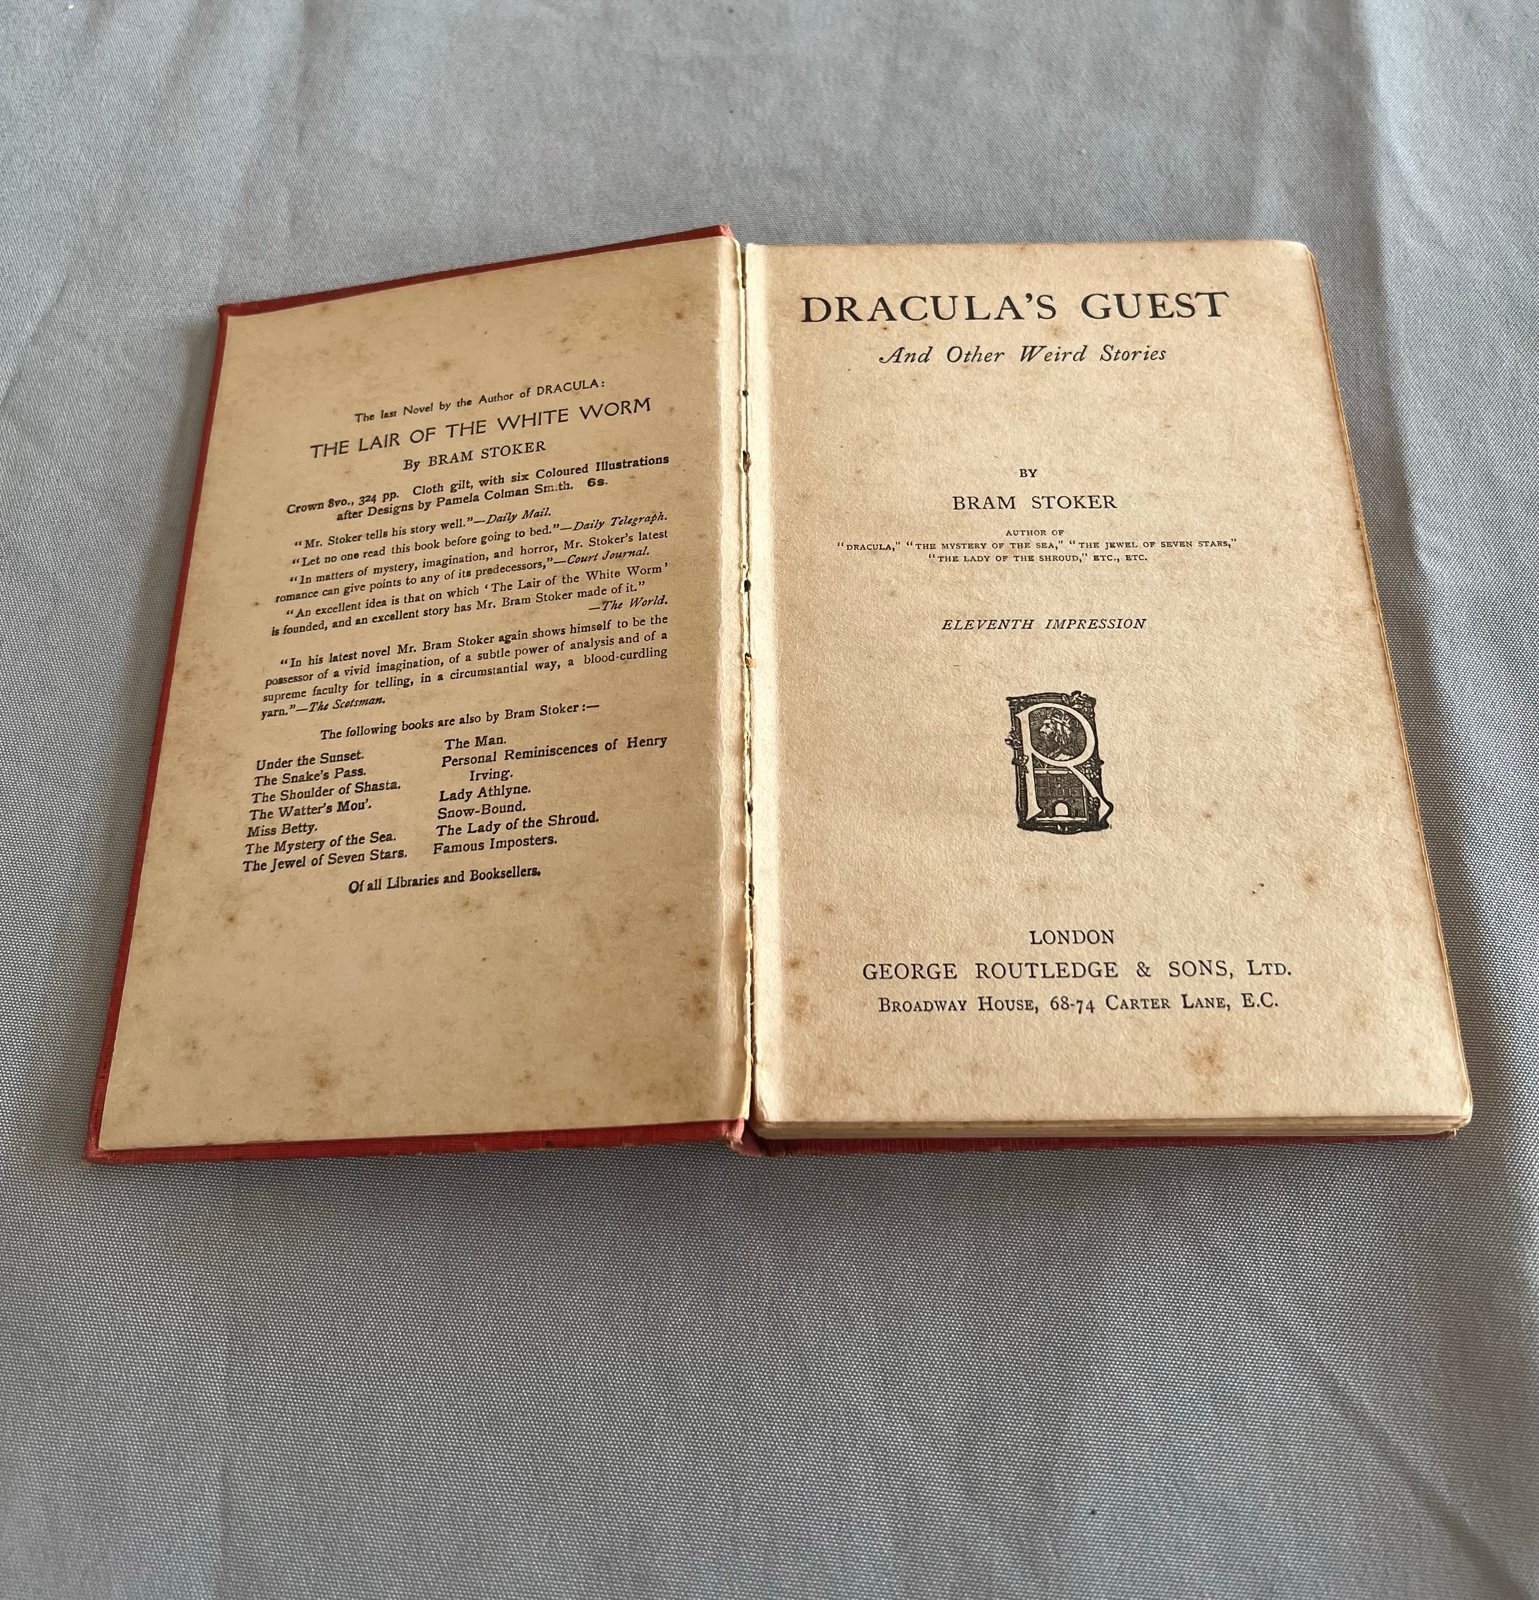 The last Novel by the Author of DRACULA:
THE LAIR OF THE WHITE WORM
By BRAM STOKER
Crown 8vo., 324 pp. Cloth gilt, with six Coloured Illustrations
after Designs by Pamela Colman Smith. 6s.
"Mr. Stoker tells his story well."—Daily Mail.
"Let no one read this book before going to bed."—Daily Telegraph.
"In matters of mystery, imagination, and horror, Mr. Stoker's latest
romance can give points to any of its predecessors,"—Court Journal.
"An excellent idea is that on which 'The Lair of the White Worm'
is founded, and an excellent story has Mr. Bram Stoker made of it."
—The World.
"In his latest novel Mr. Bram Stoker again shows himself to be the
possessor of a vivid imagination, of a subtle power of analysis and of a
supreme faculty for telling, in a circumstantial way, a blood-curdling
yarn."—The Scotsman.
The following books are also by Bram Stoker:—
Under the Sunset.
The Snake's Pass.
The Shoulder of Shasta.
The Watter's Mou'.
Miss Betty.
The Mystery of the Sea.
The Jewel of Seven Stars.
The Man.
Personal Reminiscences of Henry
Irving.
Lady Athlyne.
Snow-Bound.
The Lady of the Shroud.
Famous Imposters.
Of all Libraries and Booksellers.
DRACULA'S GUEST
And Other Weird Stories
BY
BRAM STOKER
AUTHOR OF
"DRACULA," "THE MYSTERY OF THE SEA," "THE JEWEL OF SEVEN STARS,"
"THE LADY OF THE SHROUD," ETC., ETC.
ELEVENTH IMPRESSION
R
LONDON
GEORGE ROUTLEDGE & SONS, LTD.
BROADWAY HOUSE, 68-74 CARTER LANE, E.C.